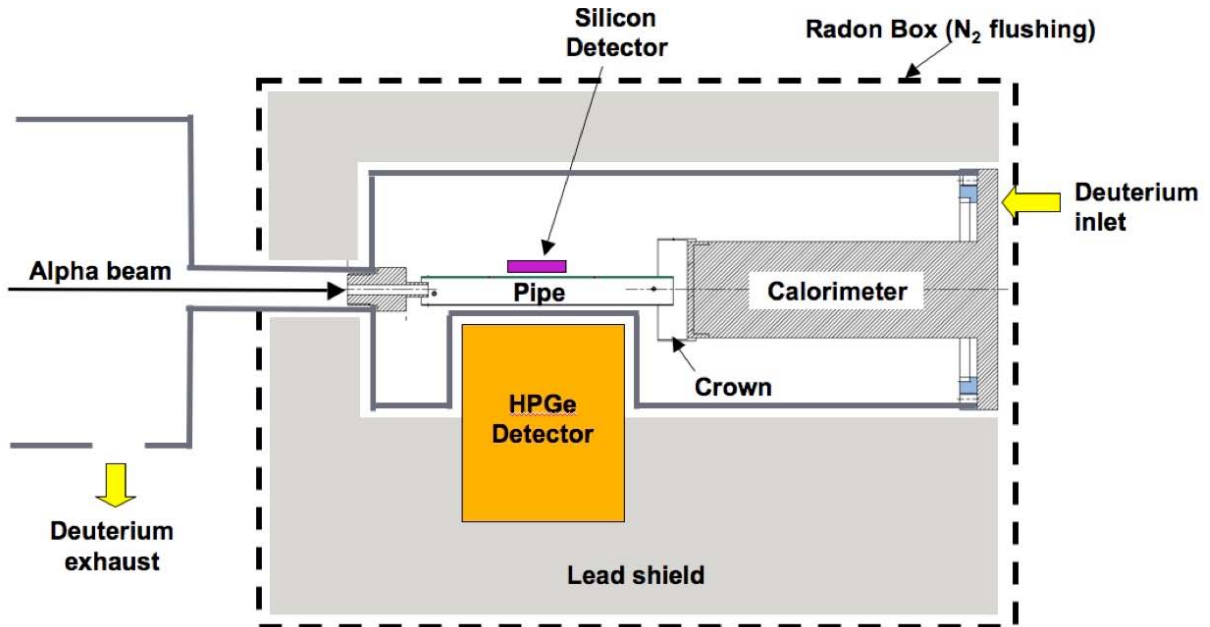 Silicon
Detector
Radon Box (N₂ flushing)
Deuterium
inlet
Alpha beam
Pipe
Calorimeter
Crown
HPGe
Detector
Deuterium
exhaust
Lead shield